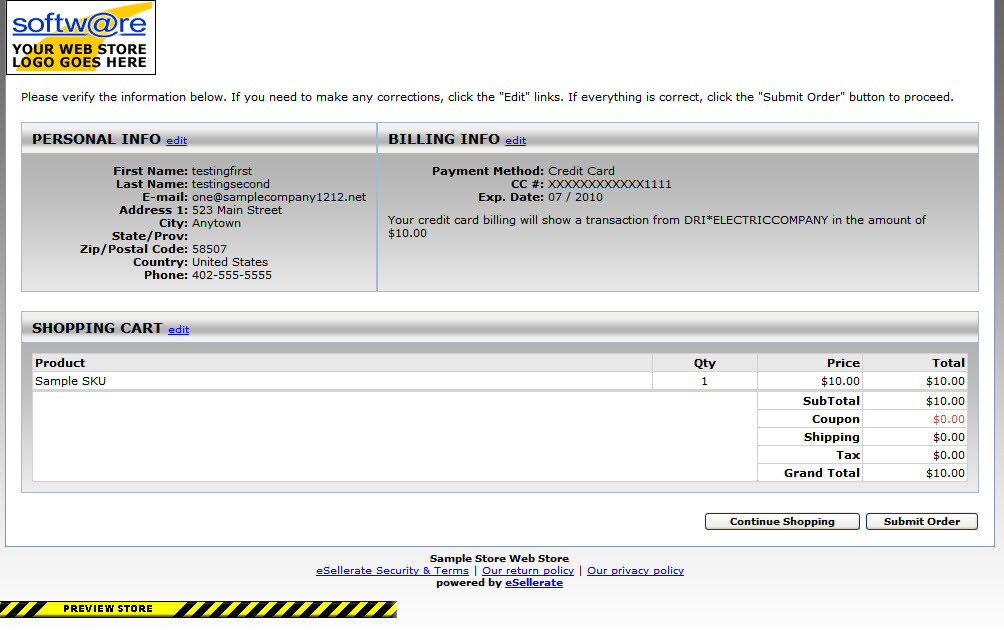 softw@re
YOUR WEB STORE
LOGO GOES HERE
Please verify the information below. If you need to make any corrections, click the "Edit" links. If everything is correct, click the "Submit Order" button to proceed.
PERSONAL INFO edit
First Name: testingfirst
Last Name: testingsecond
E-mail: one@samplecompany1212.net
Address 1: 523 Main Street
City: Anytown
State/Prov:
Zip/Postal Code: 58507
Country: United States
Phone: 402-555-5555
BILLING INFO edit
Payment Method: Credit Card
CC #: XXXXXXXXXXXX1111
Exp. Date: 07 / 2010
Your credit card billing will show a transaction from DRI*ELECTRICCOMPANY in the amount of
$10.00
SHOPPING CART edit
Product Qty Price Total
Sample SKU 1 $10.00 $10.00
SubTotal $10.00
Coupon $0.00
Shipping $0.00
Tax $0.00
Grand Total $10.00
Continue Shopping Submit Order
Sample Store Web Store
eSellerate Security & Terms | Our return policy | Our privacy policy
powered by eSellerate
PREVIEW STORE